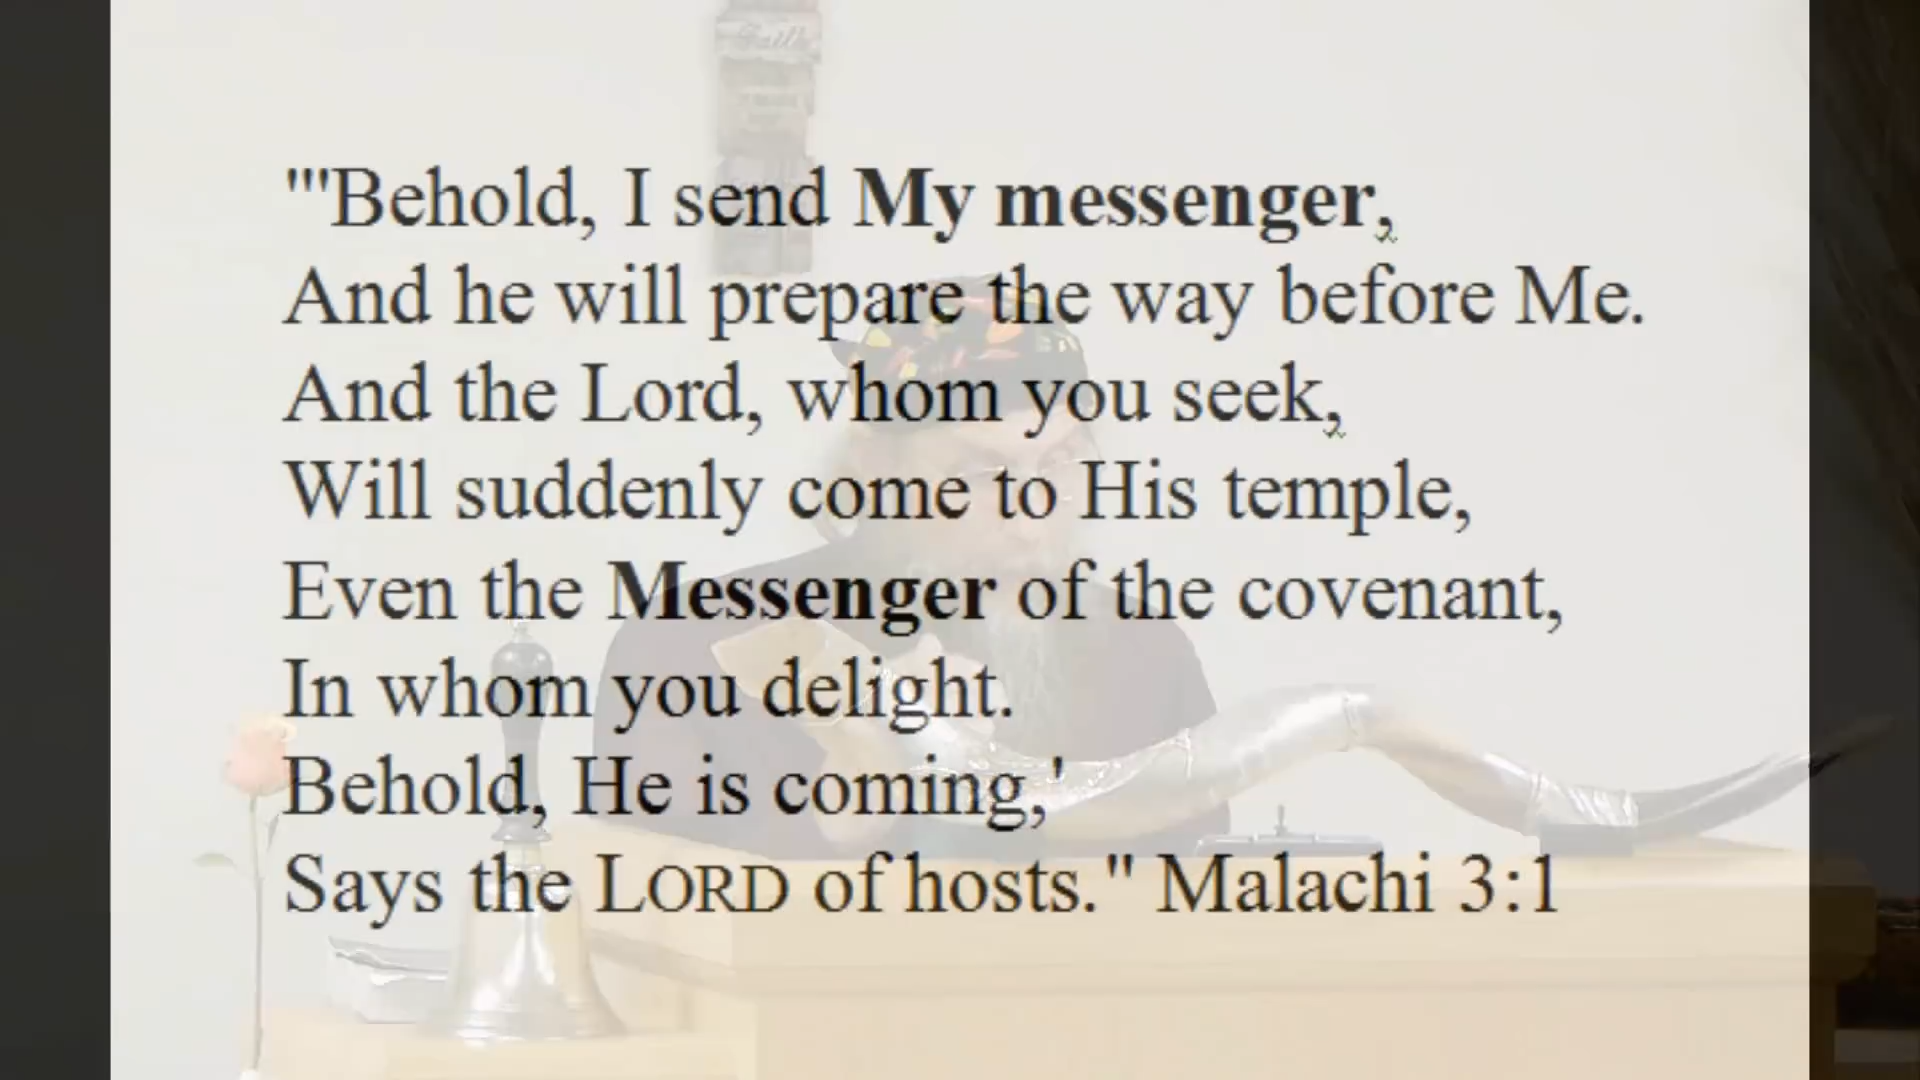 Faith
"'Behold, I send My messenger,
And he will prepare the way before Me.
And the Lord, whom you seek,
Will suddenly come to His temple,
Even the Messenger of the covenant,
In whom you delight.
Behold, He is coming,'
Says the LORD of hosts." Malachi 3:1